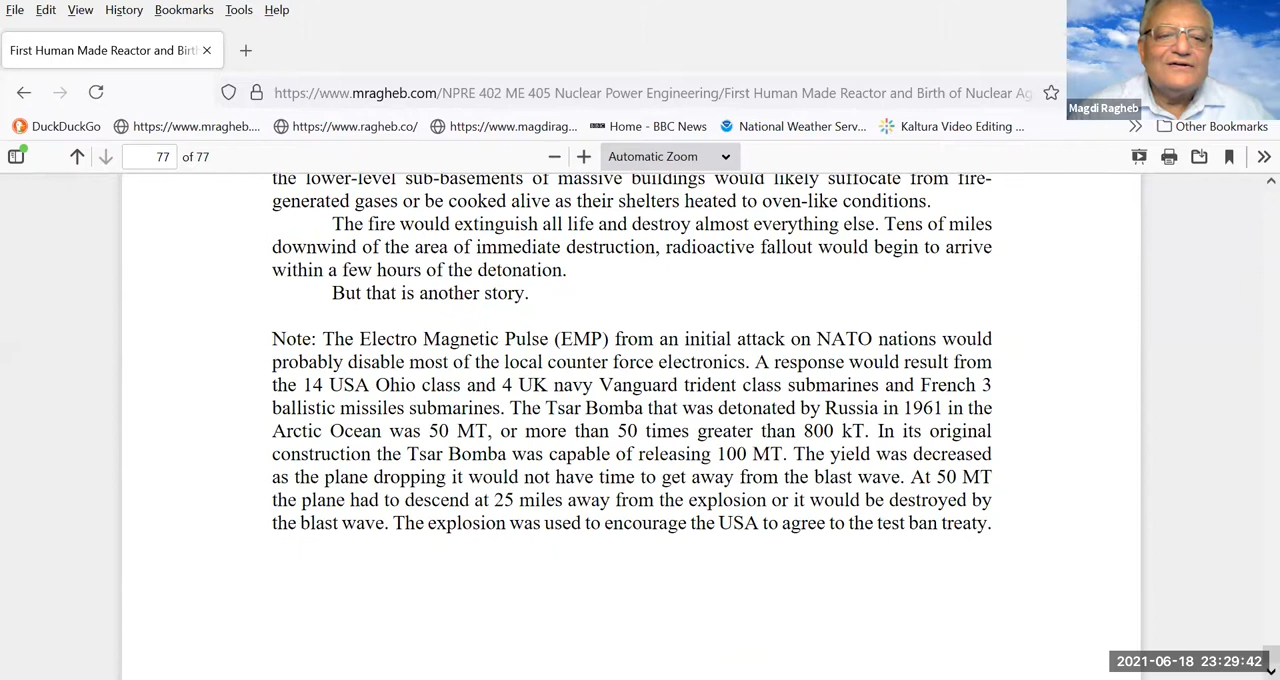 File Edit View History Bookmarks Tools Help
First Human Made Reactor and Birt
https://www.mragheb.com/NPRE 402 ME 405 Nuclear Power Engineering/First Human Made Reactor and Birth of Nuclear Ag
Magdi Ragheb
DuckDuckGo https://www.mragheb.... https://www.ragheb.co/ https://www.magdirag... Home - BBC News National Weather Serv... Kaltura Video Editing ... Other Bookmarks
77 of 77 Automatic Zoom
the lower-level sub-basements of massive buildings would likely suffocate from fire-
generated gases or be cooked alive as their shelters heated to oven-like conditions.
The fire would extinguish all life and destroy almost everything else. Tens of miles
downwind of the area of immediate destruction, radioactive fallout would begin to arrive
within a few hours of the detonation.
But that is another story.
Note: The Electro Magnetic Pulse (EMP) from an initial attack on NATO nations would
probably disable most of the local counter force electronics. A response would result from
the 14 USA Ohio class and 4 UK navy Vanguard trident class submarines and French 3
ballistic missiles submarines. The Tsar Bomba that was detonated by Russia in 1961 in the
Arctic Ocean was 50 MT, or more than 50 times greater than 800 kT. In its original
construction the Tsar Bomba was capable of releasing 100 MT. The yield was decreased
as the plane dropping it would not have time to get away from the blast wave. At 50 MT
the plane had to descend at 25 miles away from the explosion or it would be destroyed by
the blast wave. The explosion was used to encourage the USA to agree to the test ban treaty.
2021-06-18 23:29:42